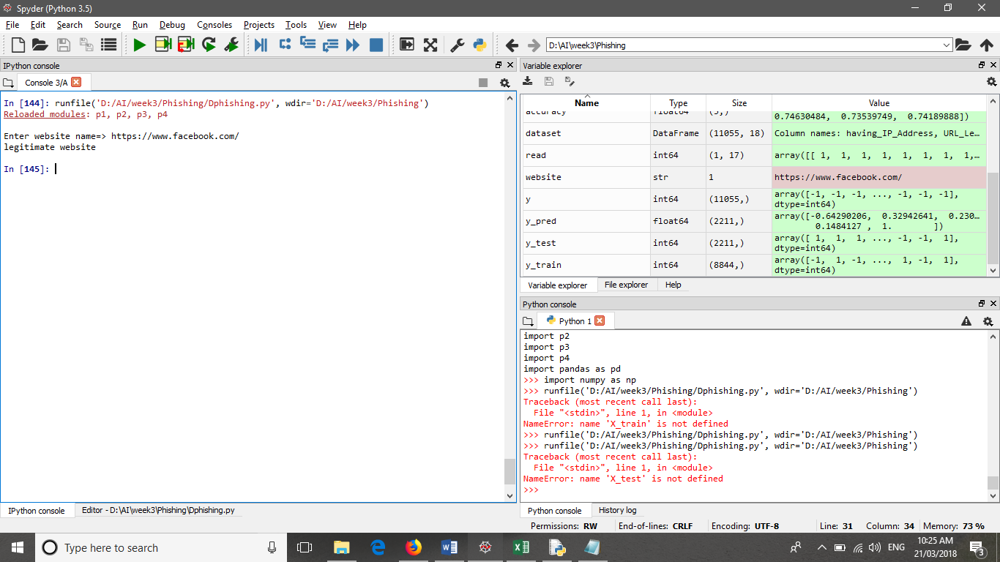 Spyder (Python 3.5)
File Edit Search Source Run Debug Consoles Projects Tools View Help
D:\AI\week3\Phishing
IPython console
Console 3/A
In [144]: runfile('D:/AI/week3/Phishing/Dphishing.py', wdir='D:/AI/week3/Phishing')
Reloaded modules: p1, p2, p3, p4
Enter website name=> https://www.facebook.com/
legitimate website
In [145]:
IPython console Editor - D:\AI\week3\Phishing\Dphishing.py
Variable explorer
Name Type Size Value
accuracy float64 (5,) 0.74630484, 0.73539749, 0.74189888])
dataset DataFrame (11055, 18) Column names: having_IP_Address, URL_Le…
read int64 (1, 17) array([[ 1, 1, 1, 1, 1, 1, 1, 1,…
website str 1 https://www.facebook.com/
y int64 (11055,) array([-1, -1, -1, ..., -1, -1, -1],
dtype=int64)
y_pred float64 (2211,) array([-0.64290206, 0.32942641, 0.230…
0.1484127 , 1. ])
y_test int64 (2211,) array([ 1, 1, 1, ..., -1, -1, 1],
dtype=int64)
y_train int64 (8844,) array([-1, 1, -1, ..., 1, -1, 1],
dtype=int64)
Variable explorer File explorer Help
Python console
Python 1
import p2
import p3
import p4
import pandas as pd
>>> import numpy as np
>>> runfile('D:/AI/week3/Phishing/Dphishing.py', wdir='D:/AI/week3/Phishing')
Traceback (most recent call last):
File "<stdin>", line 1, in <module>
NameError: name 'X_train' is not defined
>>> runfile('D:/AI/week3/Phishing/Dphishing.py', wdir='D:/AI/week3/Phishing')
>>> runfile('D:/AI/week3/Phishing/Dphishing.py', wdir='D:/AI/week3/Phishing')
Traceback (most recent call last):
File "<stdin>", line 1, in <module>
NameError: name 'X_test' is not defined
>>>
Python console History log
Permissions: RW End-of-lines: CRLF Encoding: UTF-8 Line: 31 Column: 34 Memory: 73 %
Type here to search
ENG
10:25 AM
21/03/2018
3